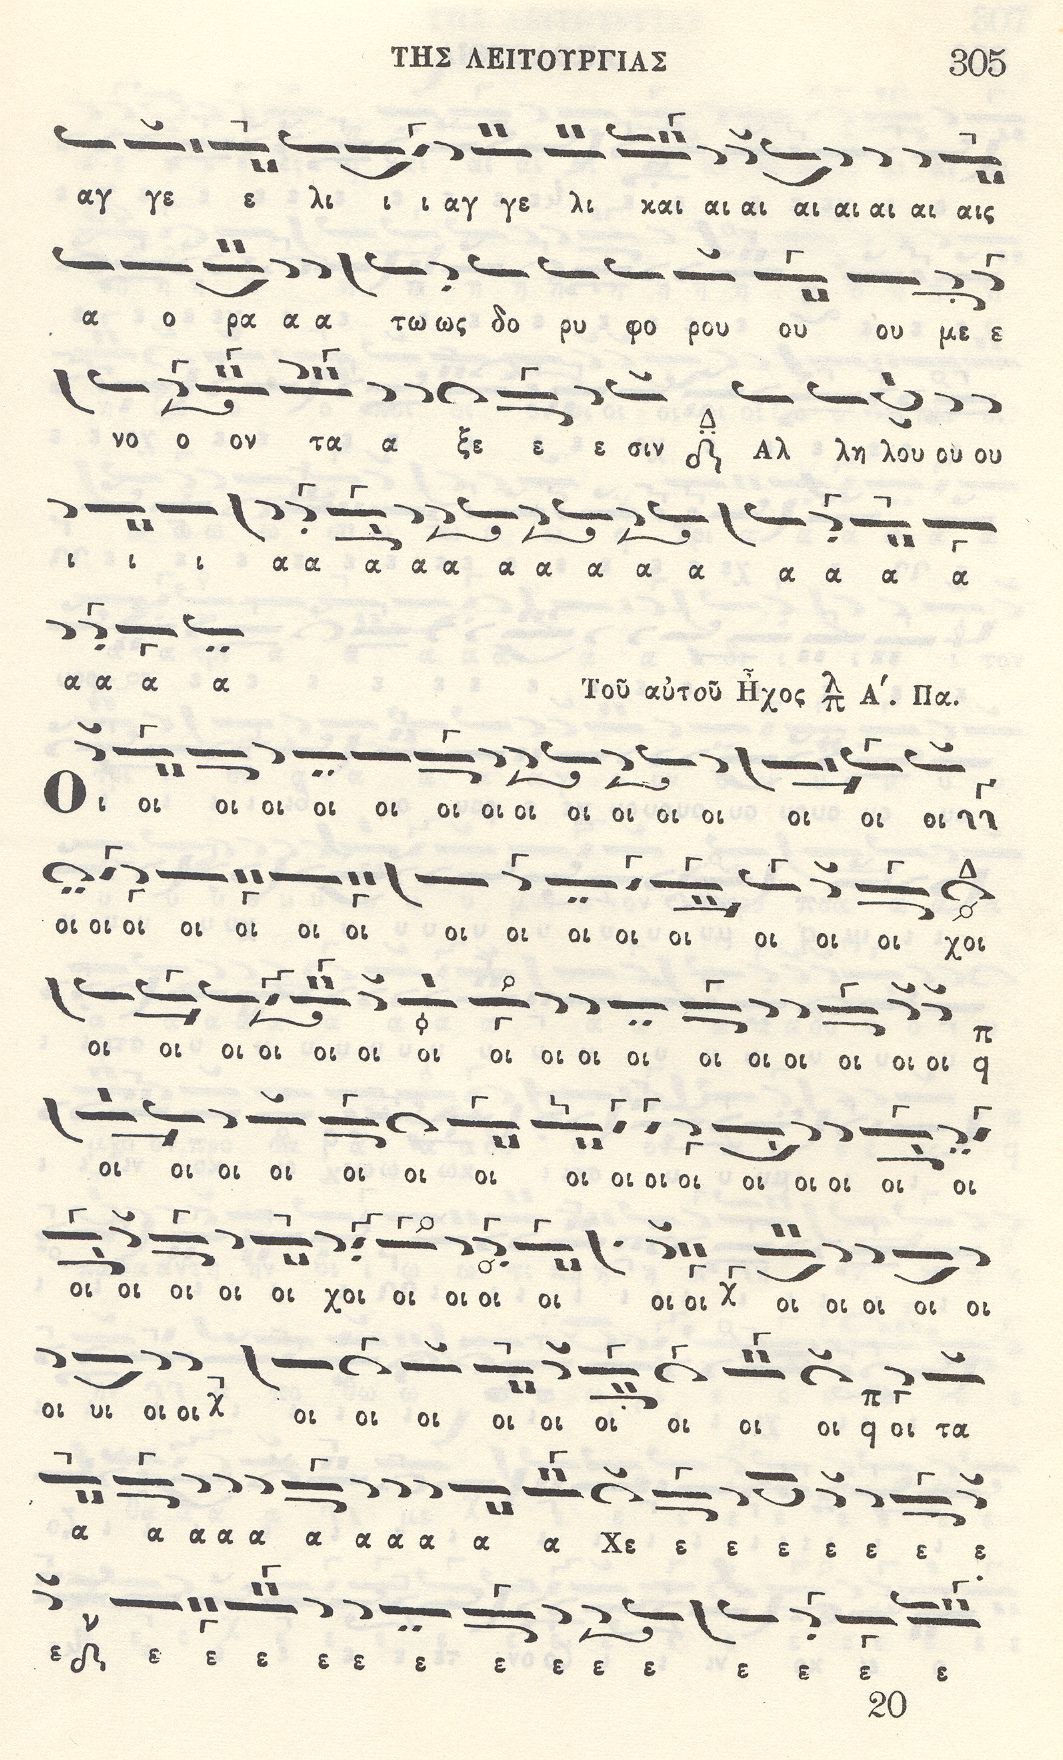 ΤΗΣ ΛΕΙΤΟΥΡΓΙΑΣ 305
αγ γε ε λι ι ι αγ γε λι και αι αι αι αι αι αι αις
α ο ρα α α τω ως δο ρυ φο ρου ου ου με ε
νο ο ον τα α ξε ε ε σιν Δ Αλ λη λου οὺ ου
ι ι ι α α α α α α α α α α α α α α
α α α α
Τοῦ αὐτοῦ Ἦχος λ π Α΄. Πα.
Οι οι οι οι οι οι οι οι οι οι οι οι οι οι οι οι
οι οι οι οι οι οι οι οι οι οι οι οι οι οι οι χοι
οι οι οι οι οι οι οι οι οι οι οι οι οι οι οι οι οι π q
οι οι οι οι οι οι οι οι οι οι οι οι οι οι οι οι
οι οι οι οι οι χοι οι οι οι οι οι οι χ οι οι οι οι οι
οι υι οι οι χ οι οι οι οι οι οι οι οι οι π q οι τα
α α α α α α α α α α α Χε ε ε ε ε ε ε ε
ε ε ε ε ε ε ε ε ε ε ε ε ε ε ε
20